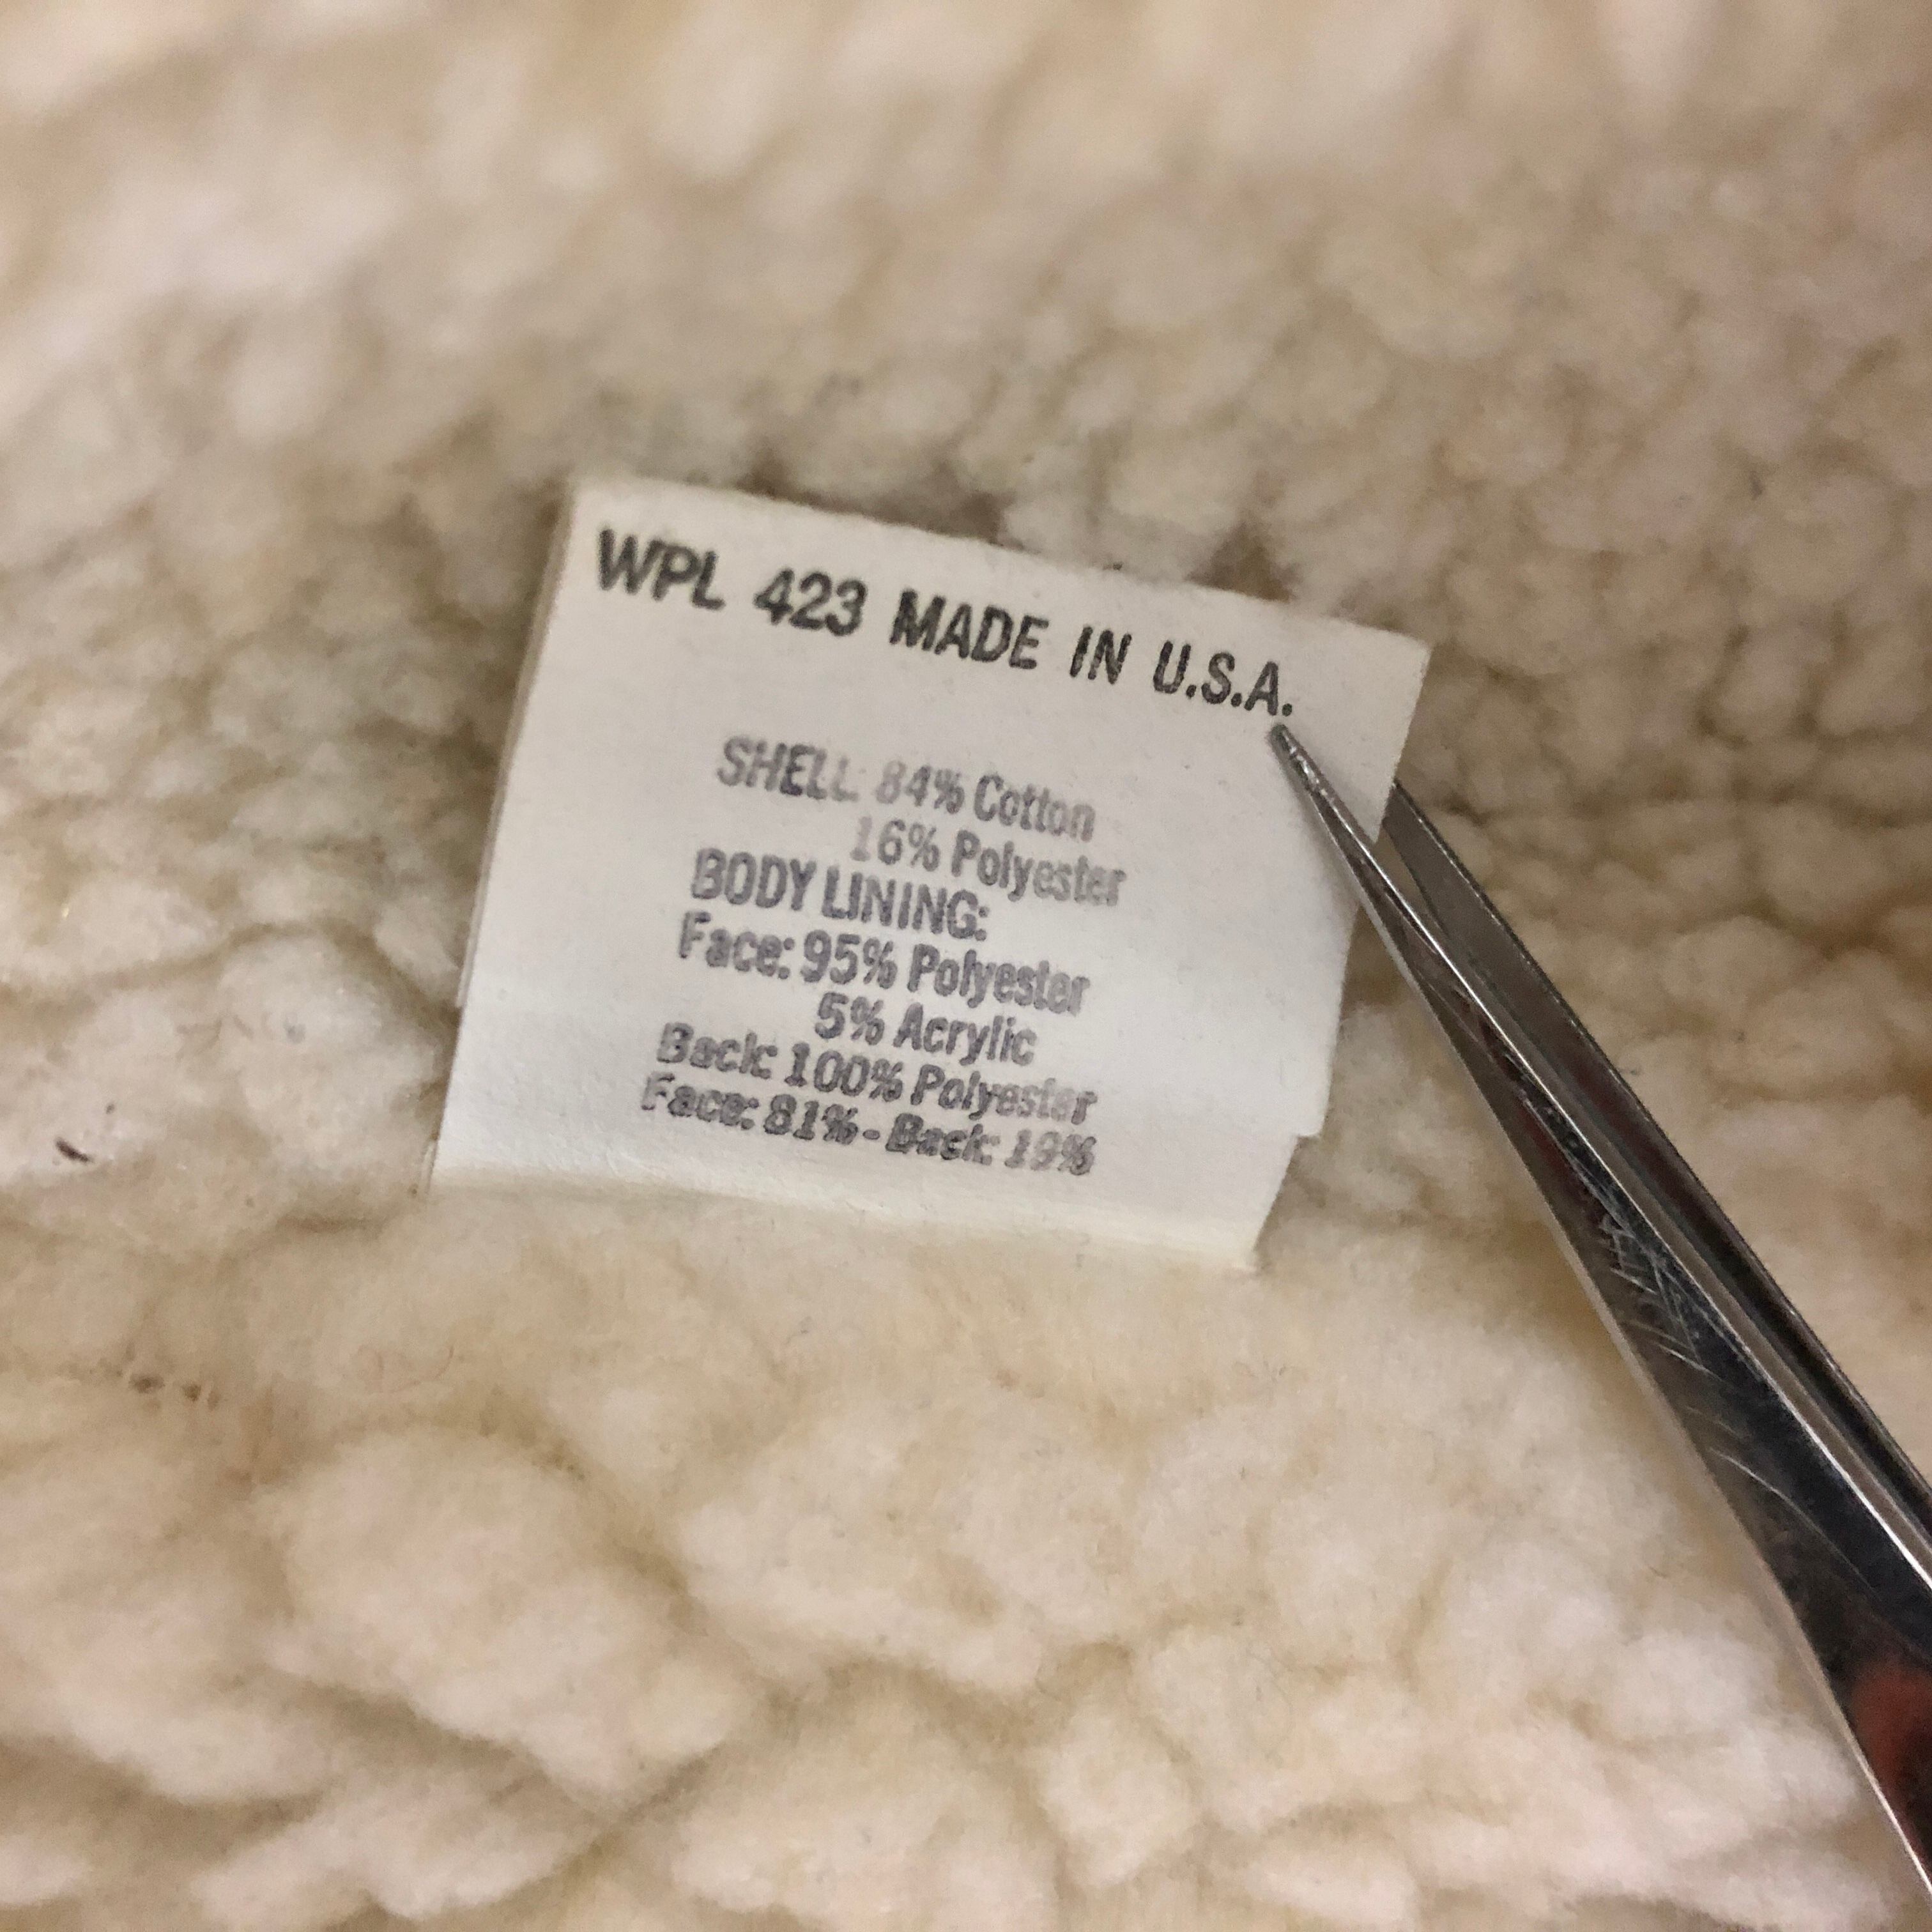 WPL 423 MADE IN U.S.A.
SHELL: 84% Cotton
16% Polyester
BODY LINING:
Face: 95% Polyester
5% Acrylic
Back: 100% Polyester
Face: 81% - Back: 19%